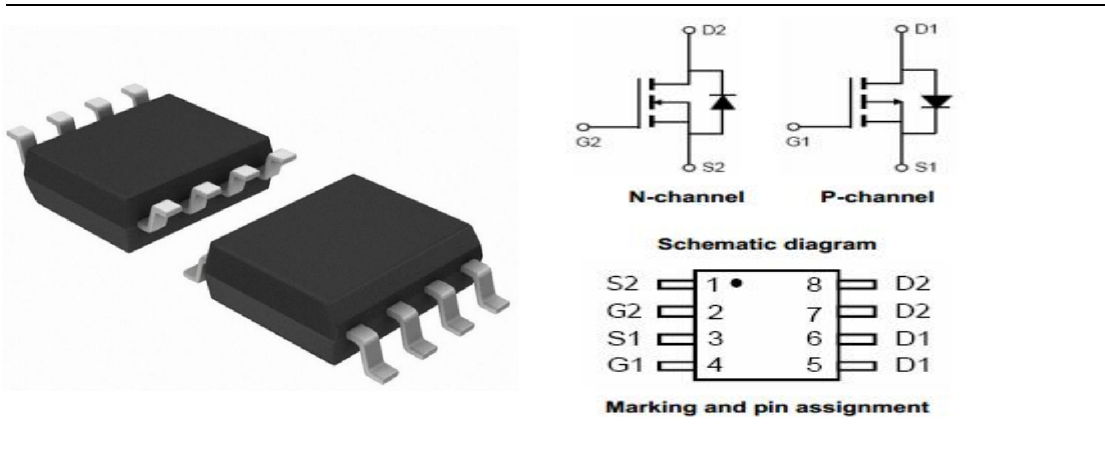 D2
G2
S2
N-channel
D1
G1
S1
P-channel
Schematic diagram
S2 1 8 D2
G2 2 7 D2
S1 3 6 D1
G1 4 5 D1
Marking and pin assignment